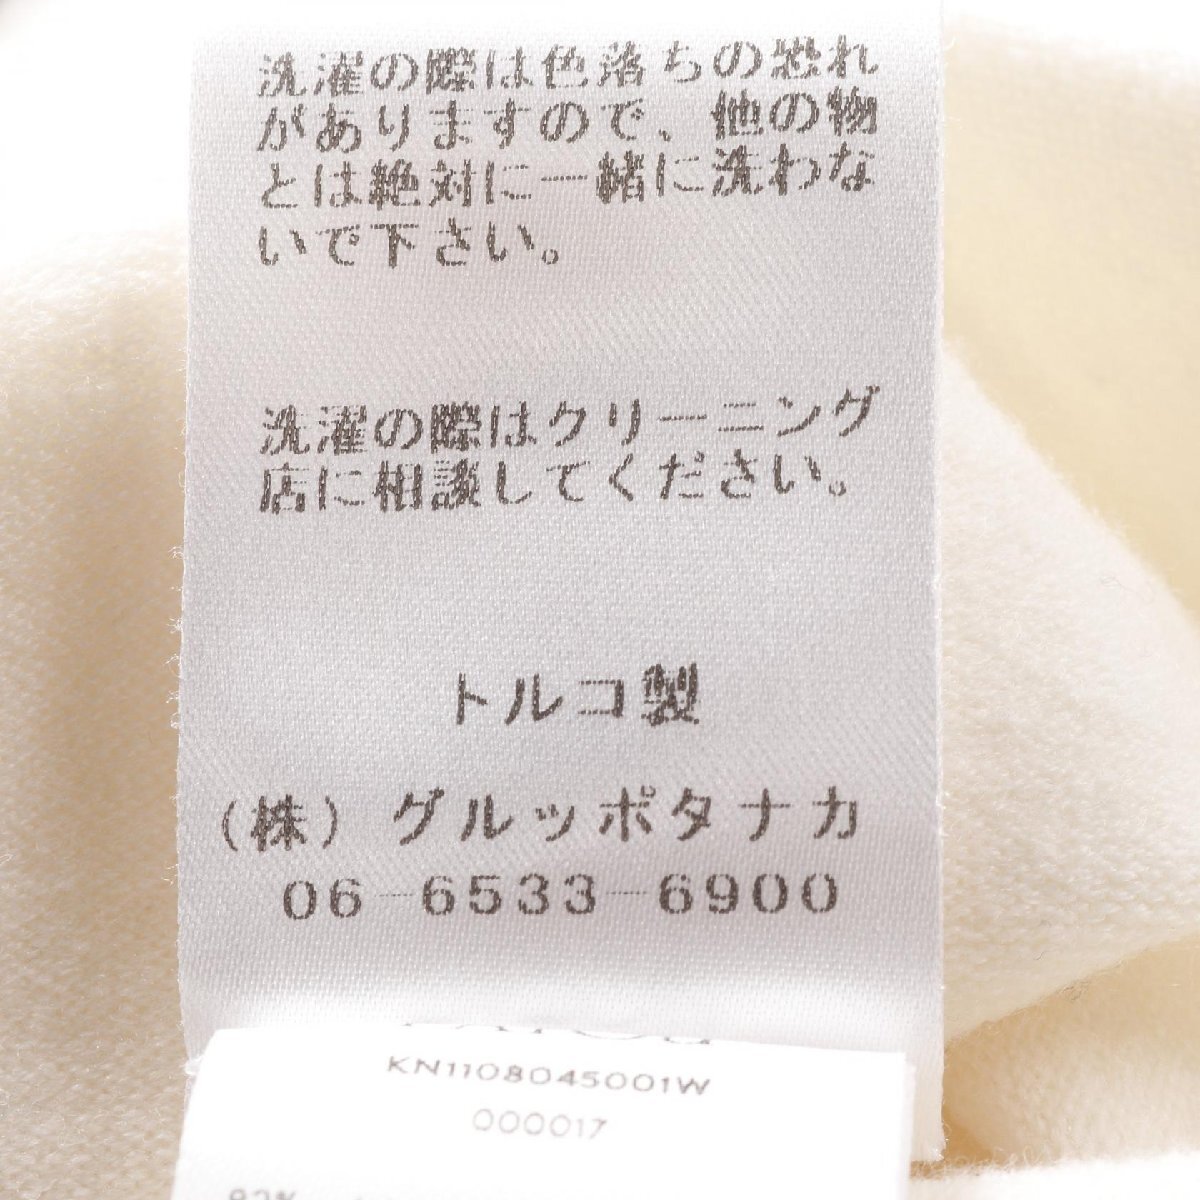 洗濯の際は色落ちの恐れ
がありますので、他の物
とは絶対に一緒に洗わな
いで下さい。
洗濯の際はクリーニング
店に相談してください。
トルコ製
(株) グルッポタナカ
06-6533-6900
KN1108045001W
000017